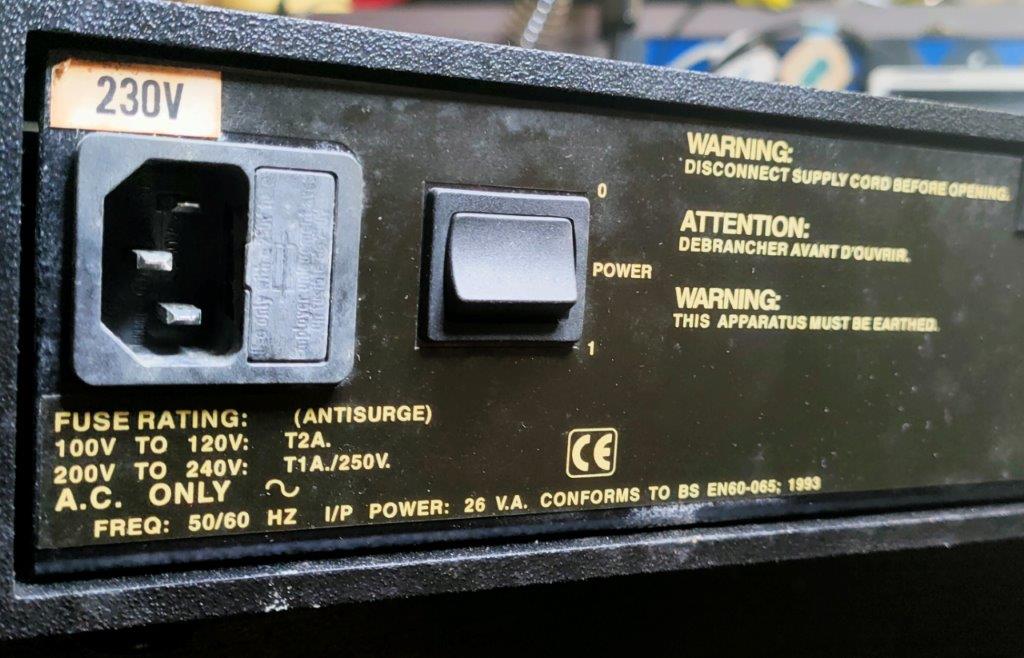 230V
0
POWER
1
WARNING:
DISCONNECT SUPPLY CORD BEFORE OPENING.
ATTENTION:
DEBRANCHER AVANT D'OUVRIR.
WARNING:
THIS APPARATUS MUST BE EARTHED.
FUSE RATING: (ANTISURGE)
100V TO 120V: T2A.
200V TO 240V: T1A./250V.
A.C. ONLY
FREQ: 50/60 HZ I/P POWER: 26 V.A. CONFORMS TO BS EN60-065: 1993
CE